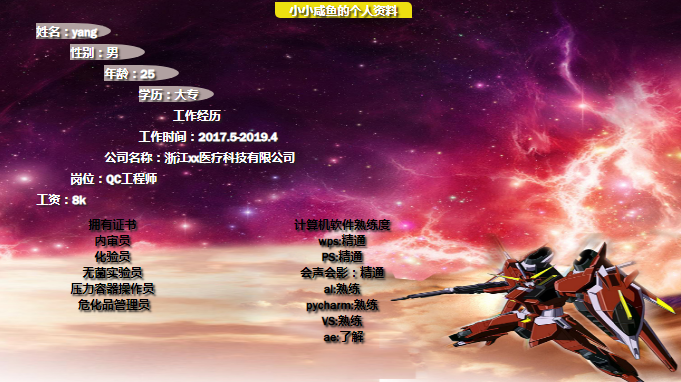 小小咸鱼的个人资料
姓名：yang
性别：男
年龄：25
学历：大专
工作经历
工作时间：2017.5-2019.4
公司名称：浙江xx医疗科技有限公司
岗位：QC工程师
工资：8k
拥有证书
内审员
化验员
无菌实验员
压力容器操作员
危化品管理员
计算机软件熟练度
wps:精通
PS:精通
会声会影：精通
aI:熟练
pycharm:熟练
VS:熟练
ae:了解